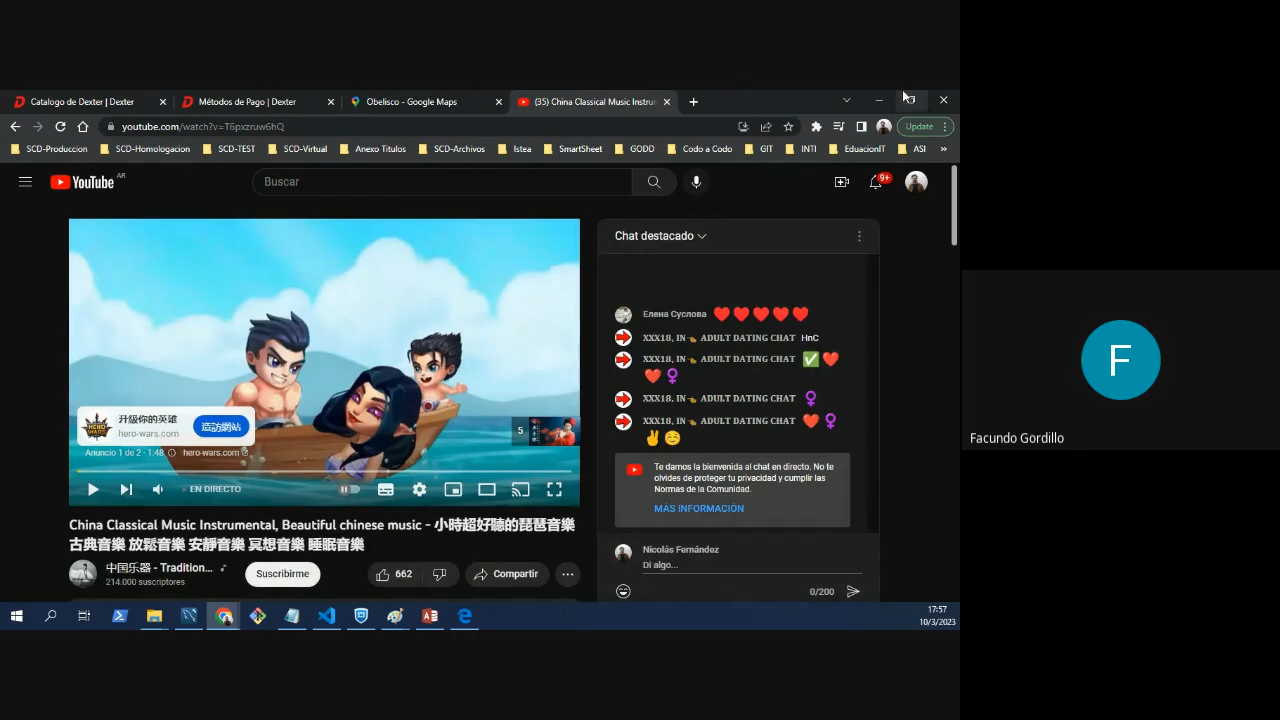 Catalogo de Dexter | Dexter
Métodos de Pago | Dexter
Obelisco - Google Maps
(35) China Classical Music Instrun
youtube.com/watch?v=T6pxzruw6hQ
Update
SCD-Produccion
SCD-Homologacion
SCD-TEST
SCD-Virtual
Anexo Titulos
SCD-Archivos
Istea
SmartSheet
GODD
Codo a Codo
GIT
INTI
EduacionIT
ASI
»
YouTube AR
Buscar
9+
Chat destacado
Елена Суслова
XXX18, IN ADULT DATING CHAT HnC
XXX18, IN ADULT DATING CHAT
XXX18, IN ADULT DATING CHAT
XXX18, IN ADULT DATING CHAT
Te damos la bienvenida al chat en directo. No te
olvides de proteger tu privacidad y cumplir las
Normas de la Comunidad.
MÁS INFORMACIÓN
Nicolás Fernández
Di algo...
0/200
HERO WARS
升級你的英雄
hero-wars.com
造訪網站
Anuncio 1 de 2 · 1:48
hero-wars.com
5
EN DIRECTO
China Classical Music Instrumental, Beautiful chinese music - 小時超好聽的琵琶音樂
古典音樂 放鬆音樂 安靜音樂 冥想音樂 睡眠音樂
中国乐器 - Tradition...
214.000 suscriptores
Suscribirme
662
Compartir
17:57
10/3/2023
F
Facundo Gordillo